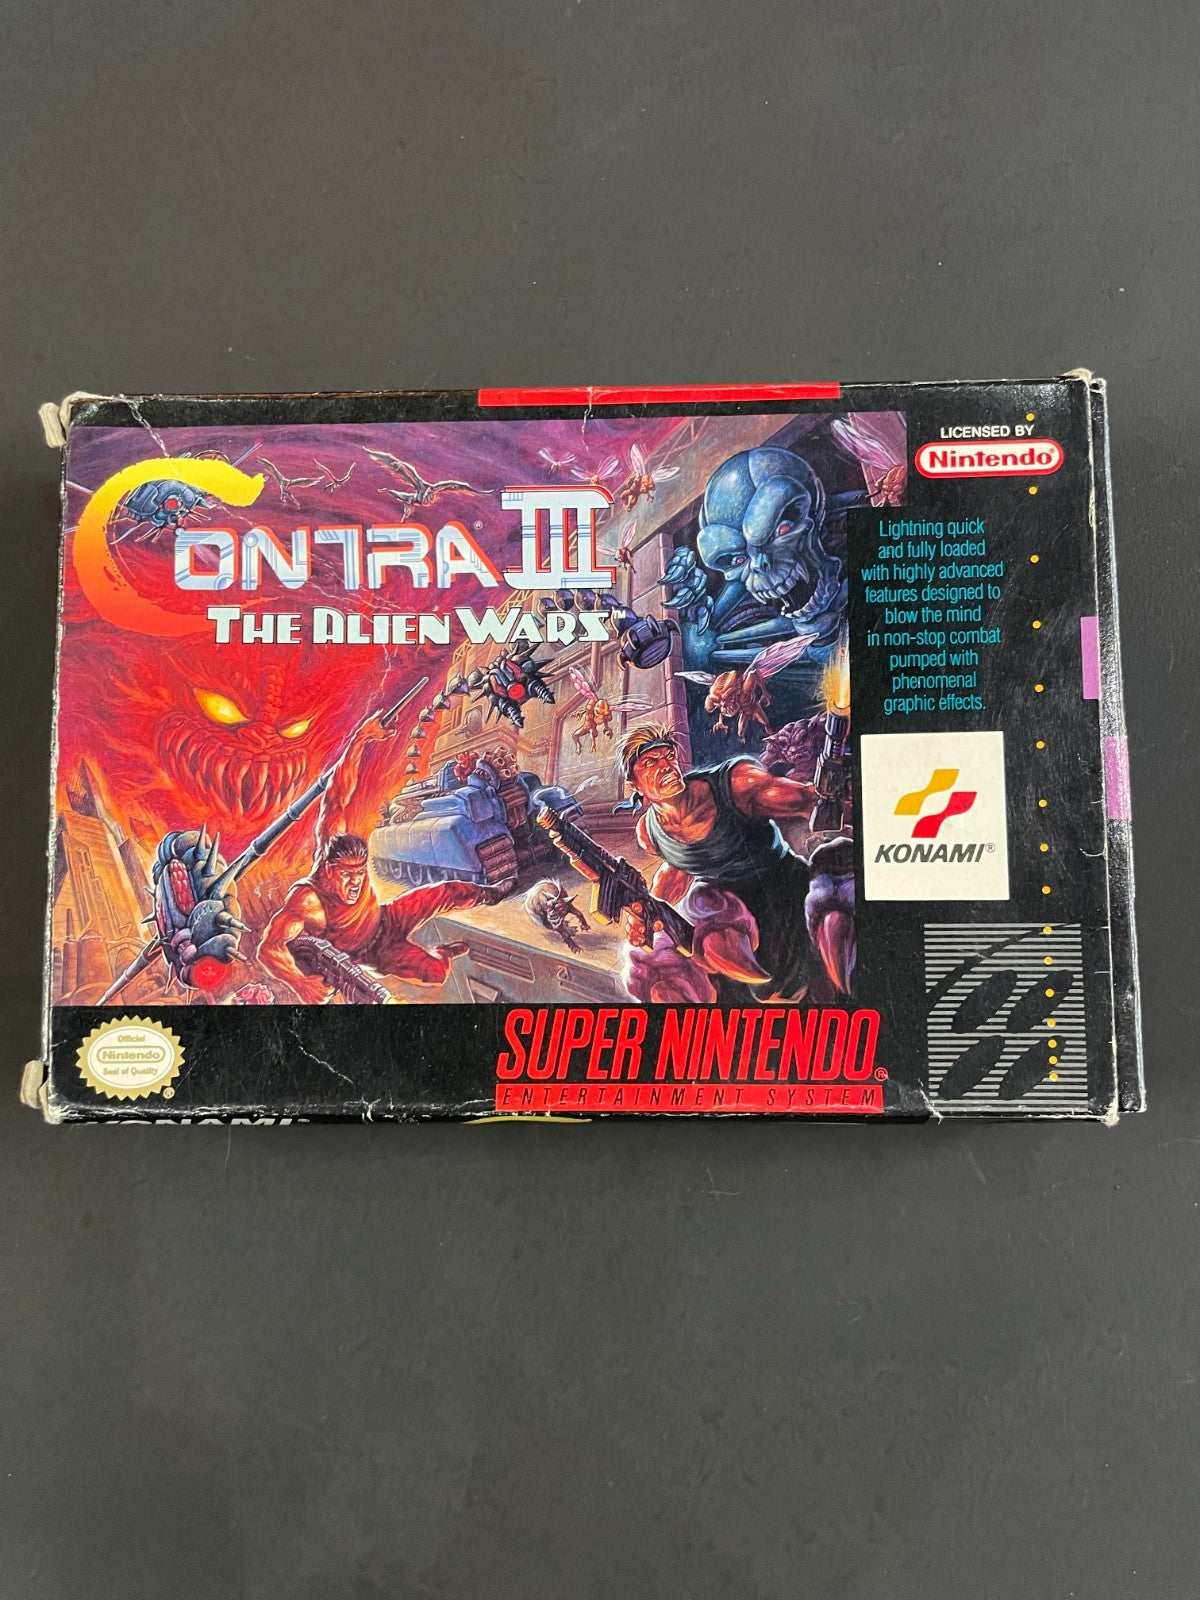 CONTRA® III
THE ALIEN WARS™
LICENSED BY
Nintendo®
Lightning quick
and fully loaded
with highly advanced
features designed to
blow the mind
in non-stop combat
pumped with
phenomenal
graphic effects.
KONAMI®
Official
Nintendo
Seal of Quality
®
SUPER NINTENDO®
ENTERTAINMENT SYSTEM
KONAMI®